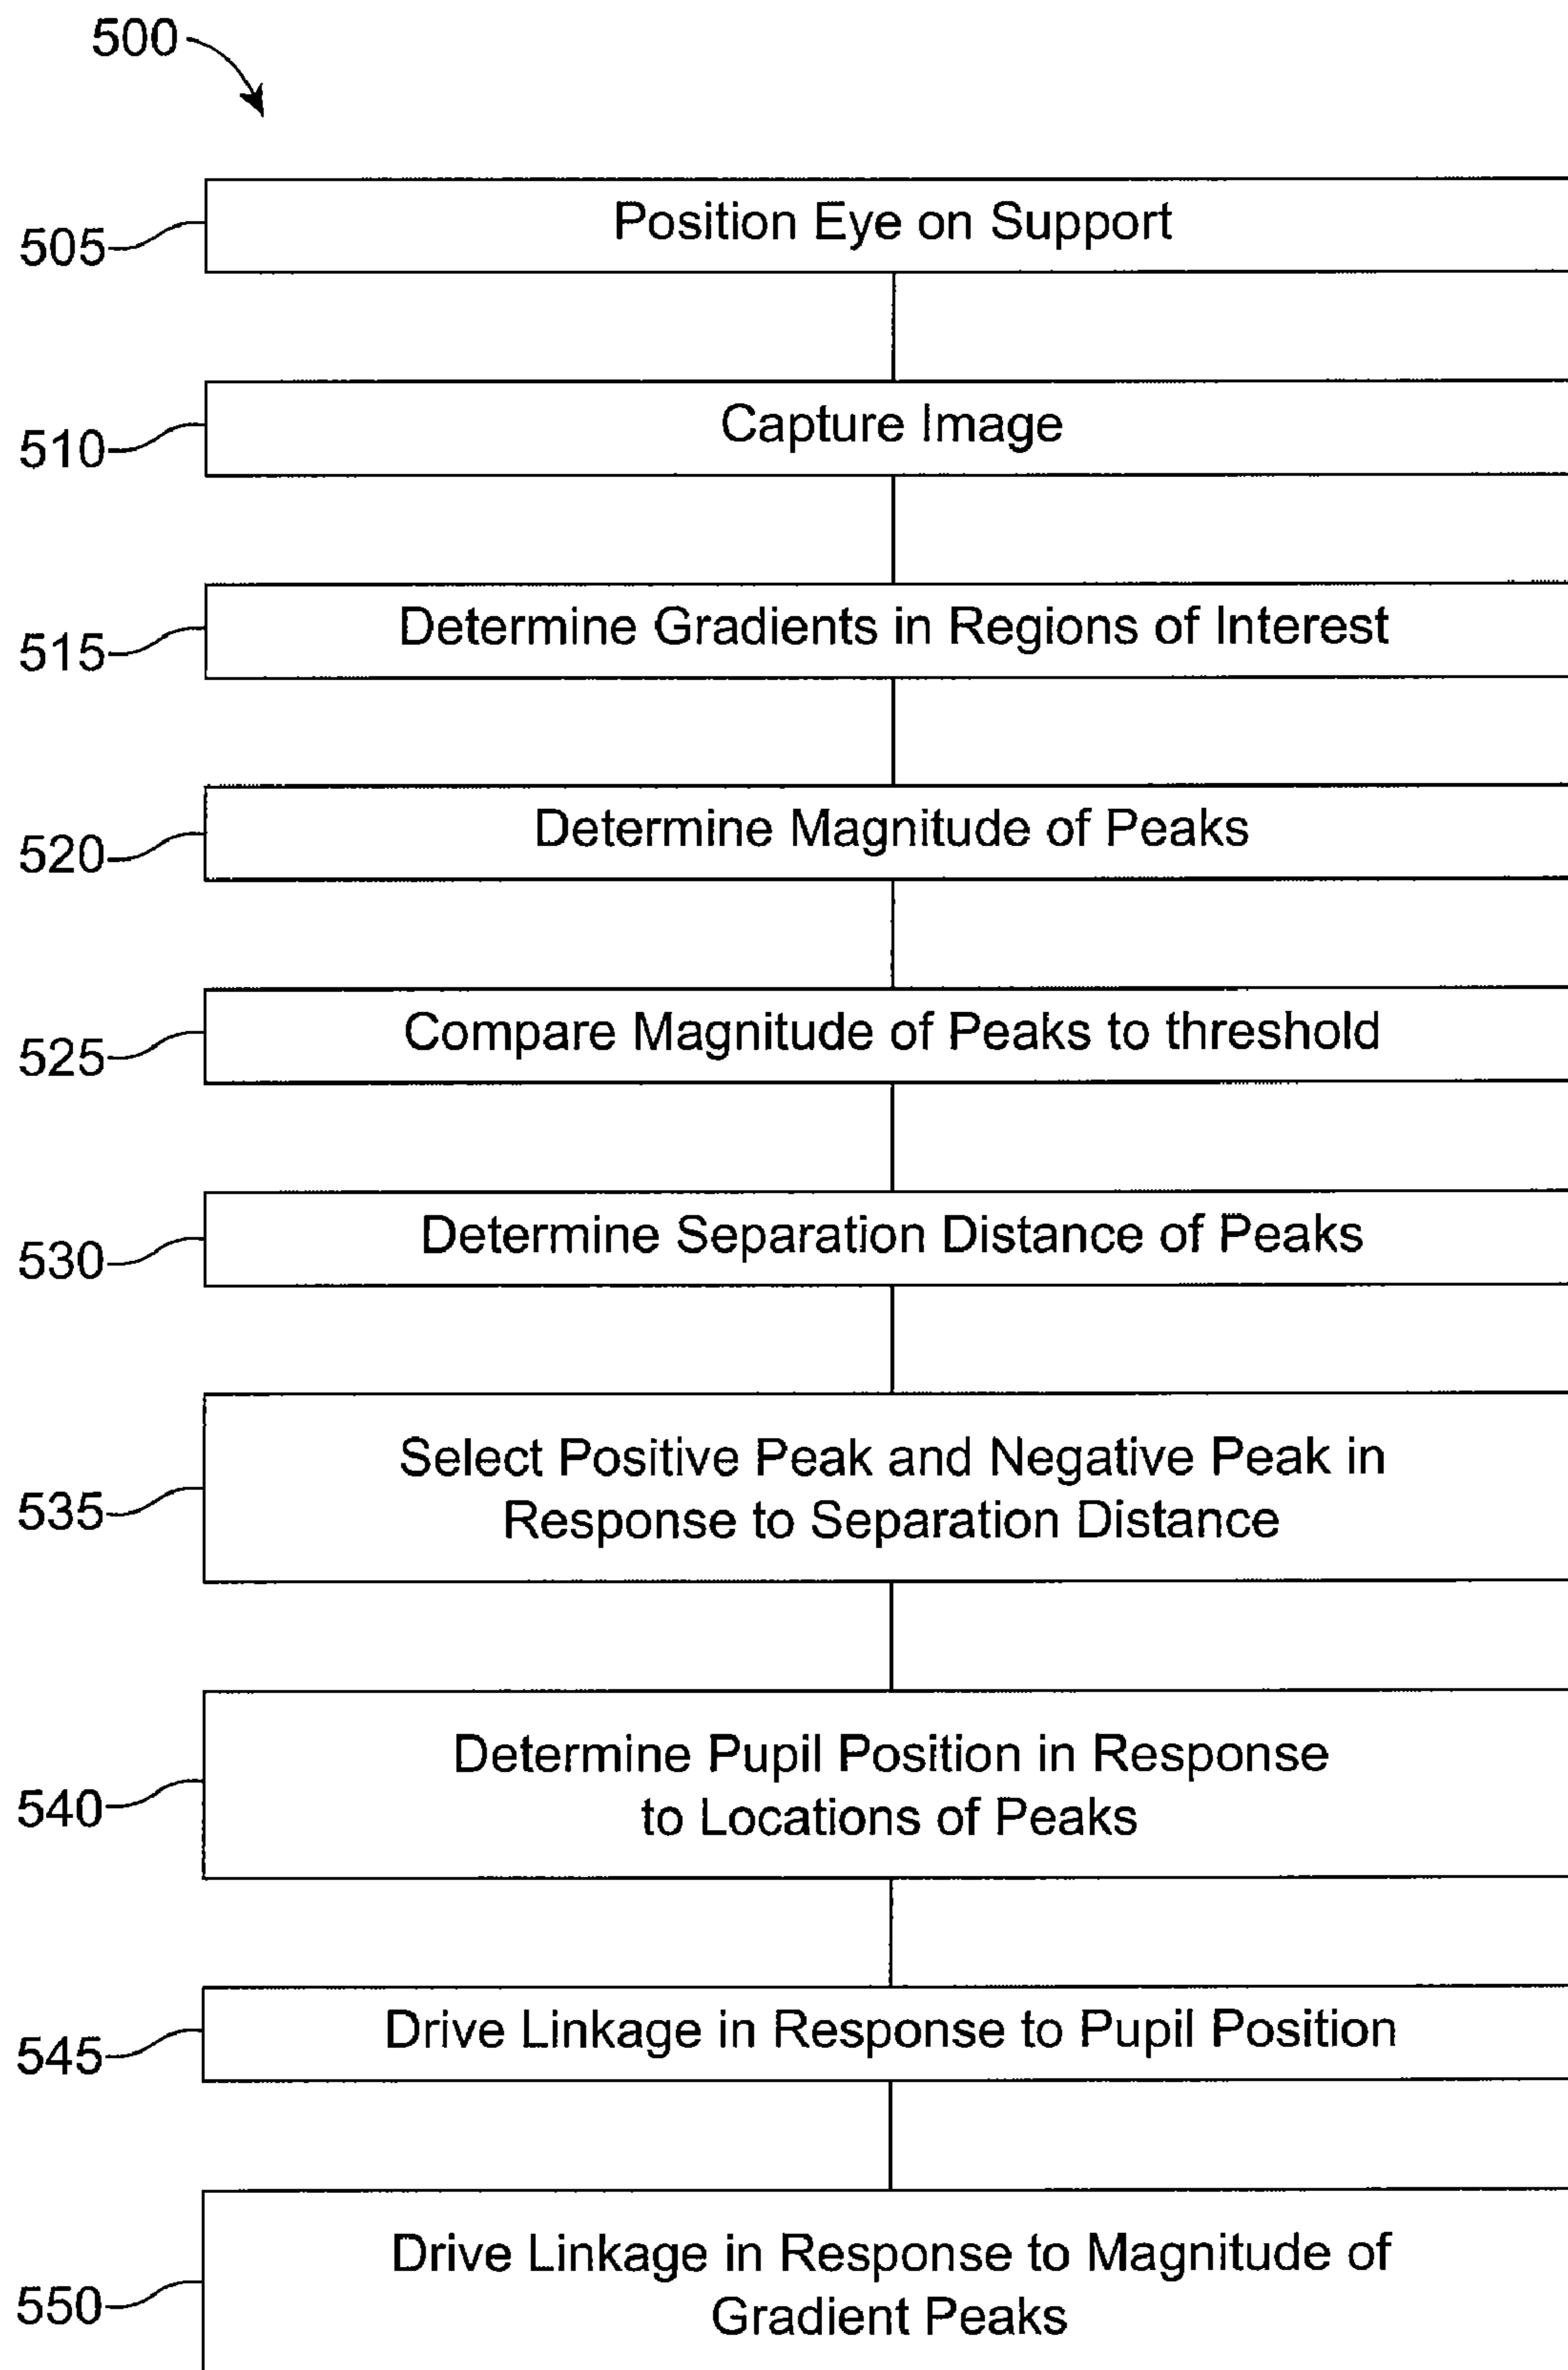 500
505 Position Eye on Support
510 Capture Image
515 Determine Gradients in Regions of Interest
520 Determine Magnitude of Peaks
525 Compare Magnitude of Peaks to threshold
530 Determine Separation Distance of Peaks
535 Select Positive Peak and Negative Peak in
Response to Separation Distance
540 Determine Pupil Position in Response
to Locations of Peaks
545 Drive Linkage in Response to Pupil Position
550 Drive Linkage in Response to Magnitude of
Gradient Peaks